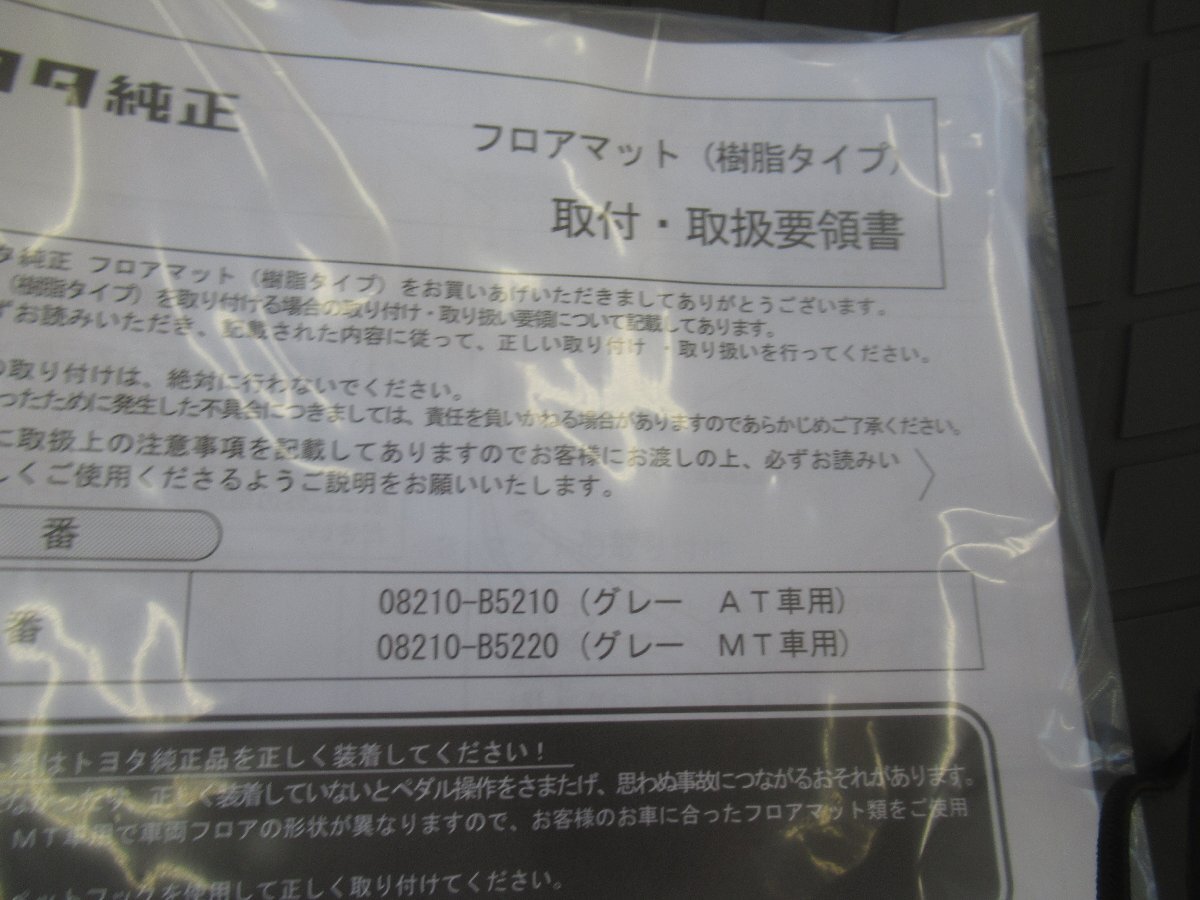 ヨタ純正
フロアマット（樹脂タイプ）
取付・取扱要領書
タ純正 フロアマット（樹脂タイプ）をお買いあげいただきましてありがとうございます。
（樹脂タイプ）を取り付ける場合の取り付け・取り扱い要領について記載してあります。
ずお読みいただき、記載された内容に従って、正しい取り付け・取り扱いを行ってください。
の取り付けは、絶対に行わないでください。
ったために発生した不具合につきましては、責任を負いかねる場合がありますのであらかじめご了承ください。
に取扱上の注意事項を記載してありますのでお客様にお渡しの上、必ずお読みい
しくご使用くださるようご説明をお願いいたします。
番
番
08210-B5210（グレー　ＡＴ車用）
08210-B5220（グレー　ＭＴ車用）
類はトヨタ純正品を正しく装着してください！
なかったり、正しく装着していないとペダル操作をさまたげ、思わぬ事故につながるおそれがあります。
ＭＴ車用で車両フロアの形状が異なりますので、お客様のお車に合ったフロアマット類をご使用
ペットフックを使用して正しく取り付けてください。